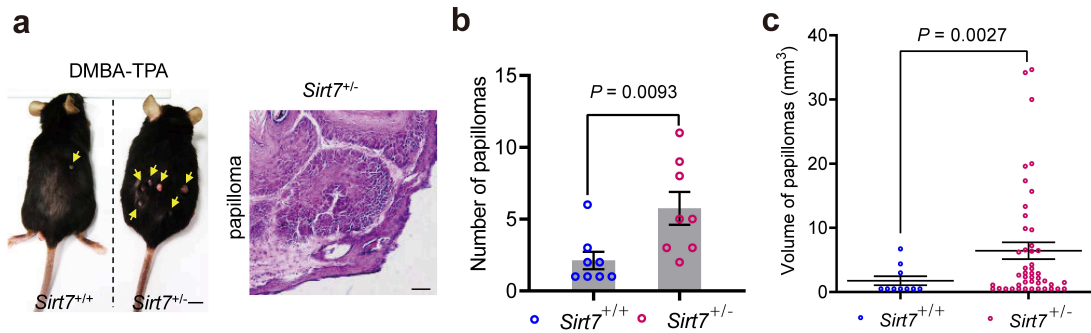 a
DMBA-TPA
Sirt7+/+
Sirt7+/-
Sirt7+/-
papilloma
b
P = 0.0093
Number of papillomas
15
10
5
0
Sirt7+/+
Sirt7+/-
c
P = 0.0027
Volume of papillomas (mm3)
40
30
20
10
0
Sirt7+/+
Sirt7+/-